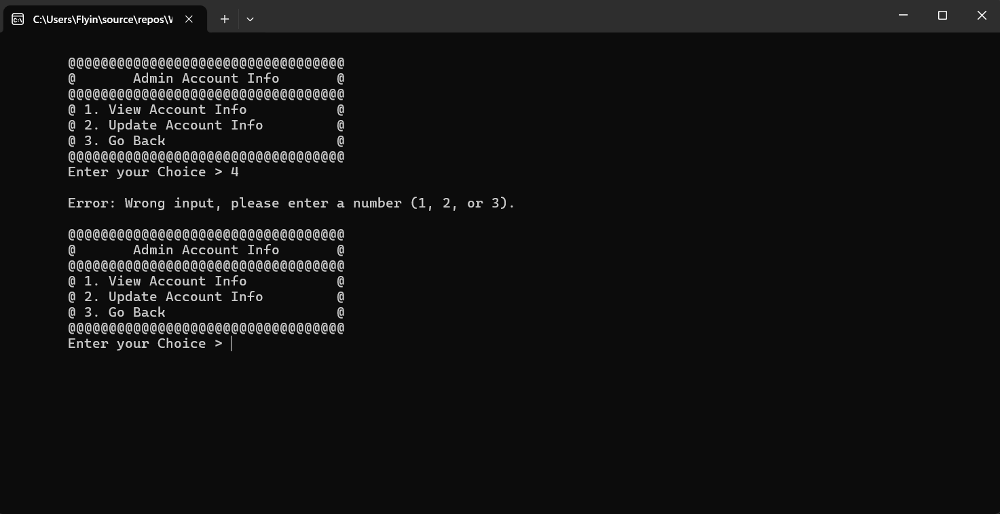 C:\Users\Flyin\source\repos\
@@@@@@@@@@@@@@@@@@@@@@@@@@@@@@@@@@
@       Admin Account Info       @
@@@@@@@@@@@@@@@@@@@@@@@@@@@@@@@@@@
@ 1. View Account Info           @
@ 2. Update Account Info         @
@ 3. Go Back                     @
@@@@@@@@@@@@@@@@@@@@@@@@@@@@@@@@@@
Enter your Choice > 4
Error: Wrong input, please enter a number (1, 2, or 3).
@@@@@@@@@@@@@@@@@@@@@@@@@@@@@@@@@@
@       Admin Account Info       @
@@@@@@@@@@@@@@@@@@@@@@@@@@@@@@@@@@
@ 1. View Account Info           @
@ 2. Update Account Info         @
@ 3. Go Back                     @
@@@@@@@@@@@@@@@@@@@@@@@@@@@@@@@@@@
Enter your Choice >